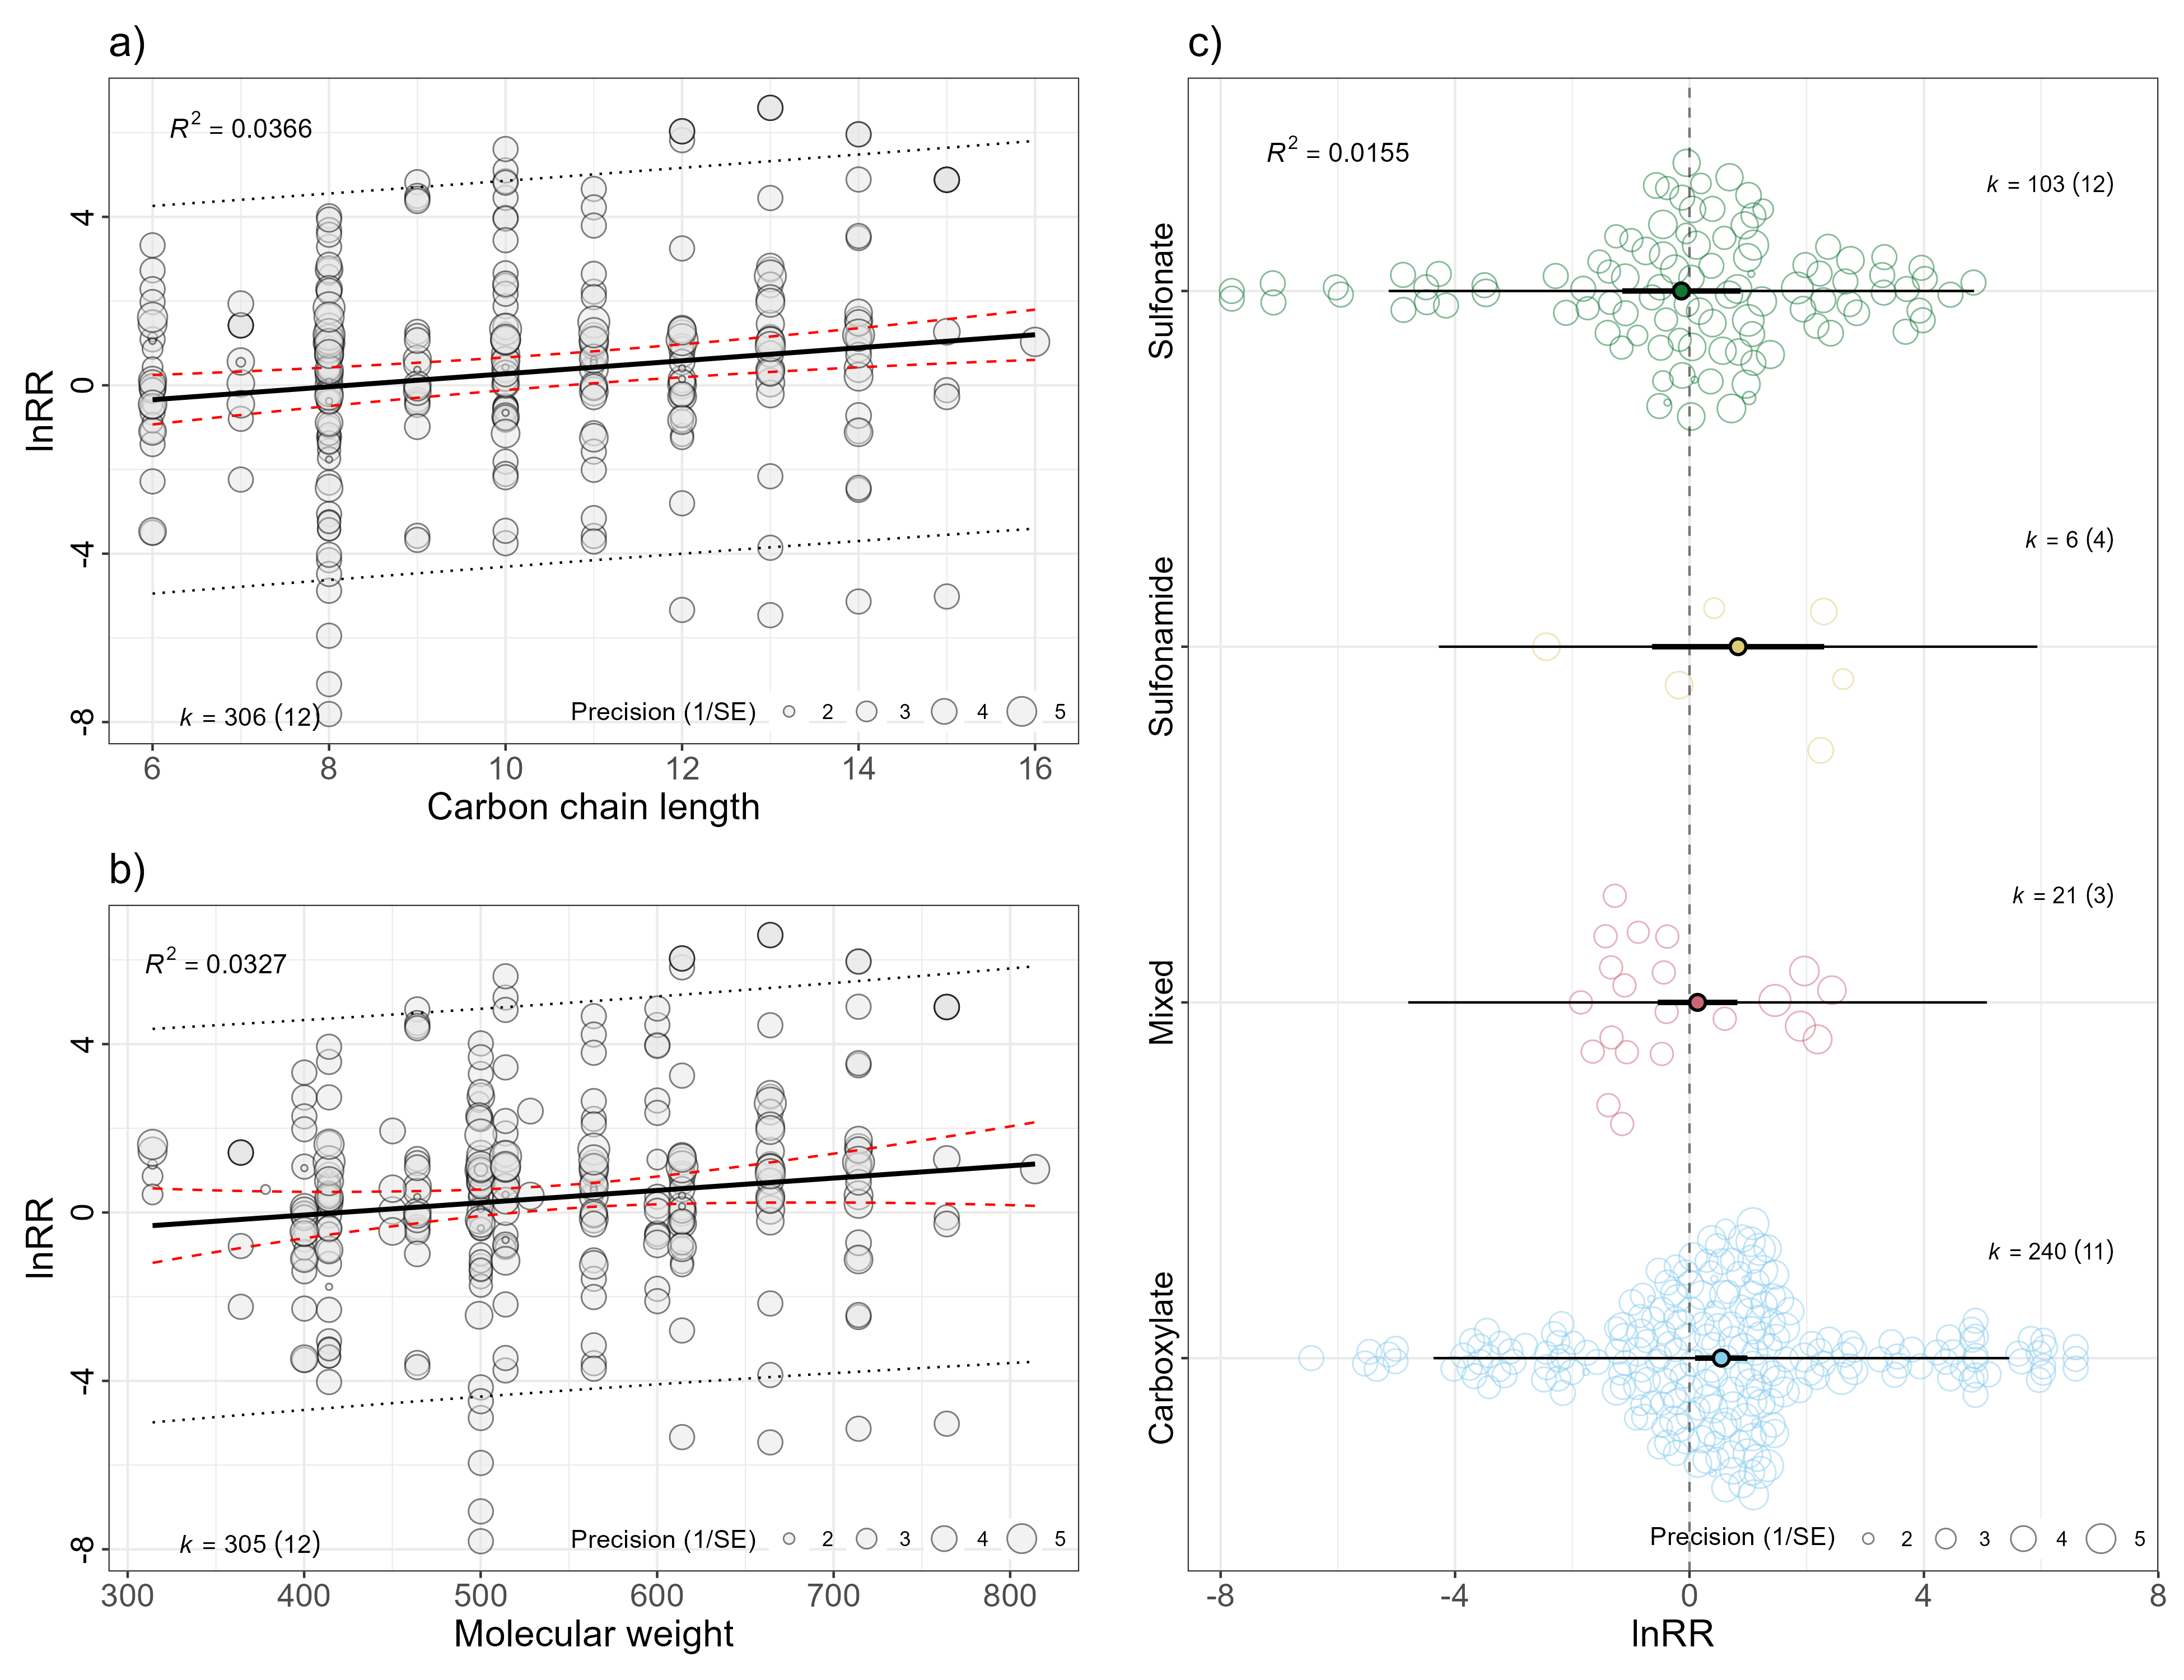 a)
R² = 0.0366
4
0
-4
-8
lnRR
k = 306 (12)
Precision (1/SE) 2 3 4 5
6 8 10 12 14 16
Carbon chain length
b)
R² = 0.0327
4
0
-4
-8
lnRR
k = 305 (12)
Precision (1/SE) 2 3 4 5
300 400 500 600 700 800
Molecular weight
c)
R² = 0.0155
Sulfonate
k = 103 (12)
Sulfonamide
k = 6 (4)
Mixed
k = 21 (3)
Carboxylate
k = 240 (11)
Precision (1/SE) 2 3 4 5
-8 -4 0 4 8
lnRR